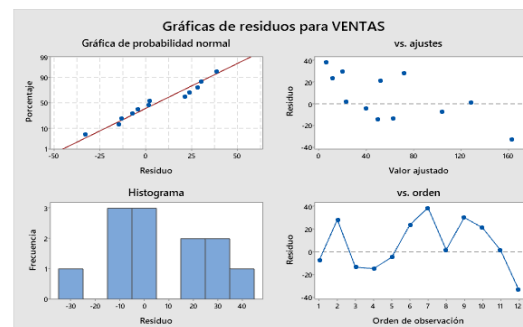 Gráficas de residuos para VENTAS
Gráfica de probabilidad normal
99
90
50
10
1
Porcentaje
-50 -25 0 25 50
Residuo
vs. ajustes
40
20
0
-20
-40
Residuo
0 40 80 120 160
Valor ajustado
Histograma
3
2
1
0
Frecuencia
-30 -10 0 20 30 40
Residuo
vs. orden
40
20
0
-20
-40
Residuo
1 2 3 4 5 6 7 8 9 10 11 12
Orden de observación